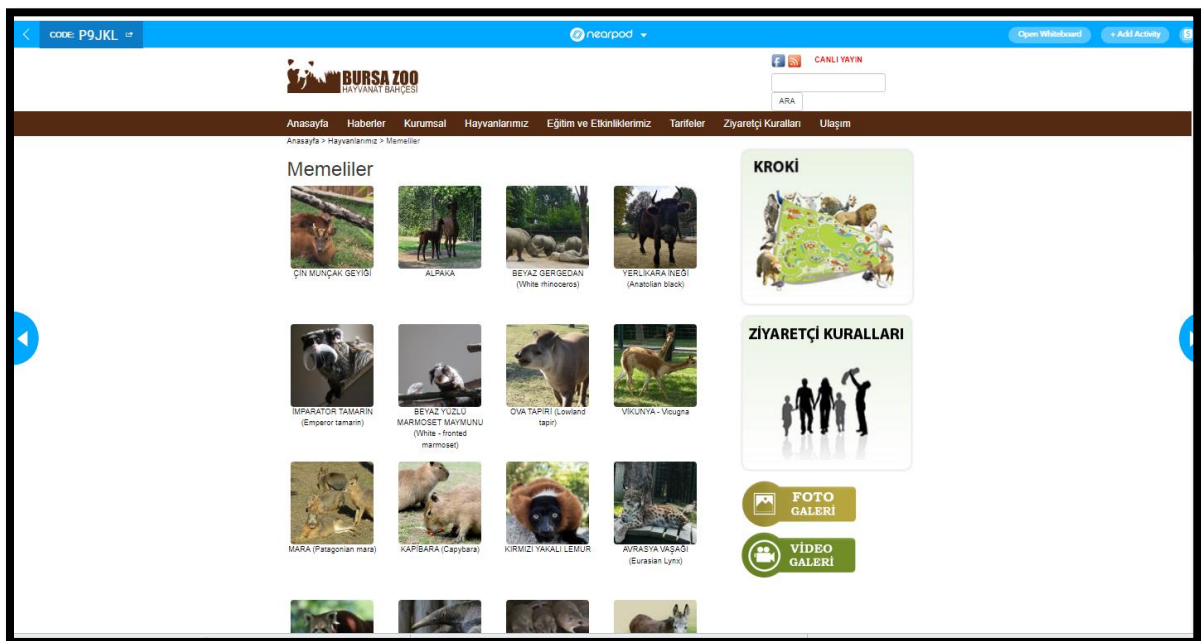 CODE: P9JKL
nearpod
Open Whiteboard
+ Add Activity
BURSA ZOO
HAYVANAT BAHÇESİ
CANLI YAYIN
ARA
Anasayfa Haberler Kurumsal Hayvanlarımız Eğitim ve Etkinliklerimiz Tarifeler Ziyaretçi Kuralları Ulaşım
Anasayfa > Hayvanlarımız > Memeliler
Memeliler
ÇİN MUNÇAK GEYİĞİ
ALPAKA
BEYAZ GERGEDAN
(White rhinoceros)
YERLİKARA İNEĞİ
(Anatolian black)
İMPARATOR TAMARİN
(Emperor tamarin)
BEYAZ YÜZLÜ
MARMOSET MAYMUNU
(White - fronted
marmoset)
OVA TAPİRİ (Lowland
tapir)
VİKUNYA - Vicugna
MARA (Patagonian mara)
KAPİBARA (Capybara)
KIRMIZI YAKALI LEMUR
AVRASYA VAŞAĞI
(Eurasian Lynx)
KROKİ
ZİYARETÇİ KURALLARI
FOTO
GALERİ
VİDEO
GALERİ